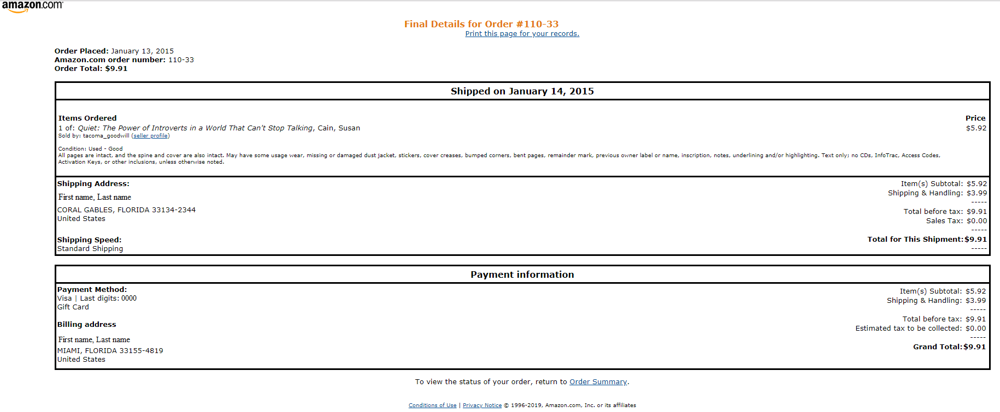 amazon.com
Final Details for Order #110-33
Print this page for your records.
Order Placed: January 13, 2015
Amazon.com order number: 110-33
Order Total: $9.91
Shipped on January 14, 2015
Items Ordered Price
1 of: Quiet: The Power of Introverts in a World That Can't Stop Talking, Cain, Susan $5.92
Sold by: tacoma_goodwill (seller profile)
Condition: Used - Good
All pages are intact, and the spine and cover are also intact. May have some usage wear, missing or damaged dust jacket, stickers, cover creases, bumped corners, bent pages, remainder mark, previous owner label or name, inscription, notes, underlining and/or highlighting. Text only; no CDs, InfoTrac, Access Codes,
Activation Keys, or other inclusions, unless otherwise noted.
Shipping Address:
First name, Last name
CORAL GABLES, FLORIDA 33134-2344
United States
Shipping Speed:
Standard Shipping
Item(s) Subtotal: $5.92
Shipping & Handling: $3.99
-----
Total before tax: $9.91
Sales Tax: $0.00
-----
Total for This Shipment: $9.91
-----
Payment information
Payment Method:
Visa | Last digits: 0000
Gift Card
Billing address
First name, Last name
MIAMI, FLORIDA 33155-4819
United States
Item(s) Subtotal: $5.92
Shipping & Handling: $3.99
-----
Total before tax: $9.91
Estimated tax to be collected: $0.00
-----
Grand Total: $9.91
To view the status of your order, return to Order Summary.
Conditions of Use | Privacy Notice © 1996-2019, Amazon.com, Inc. or its affiliates